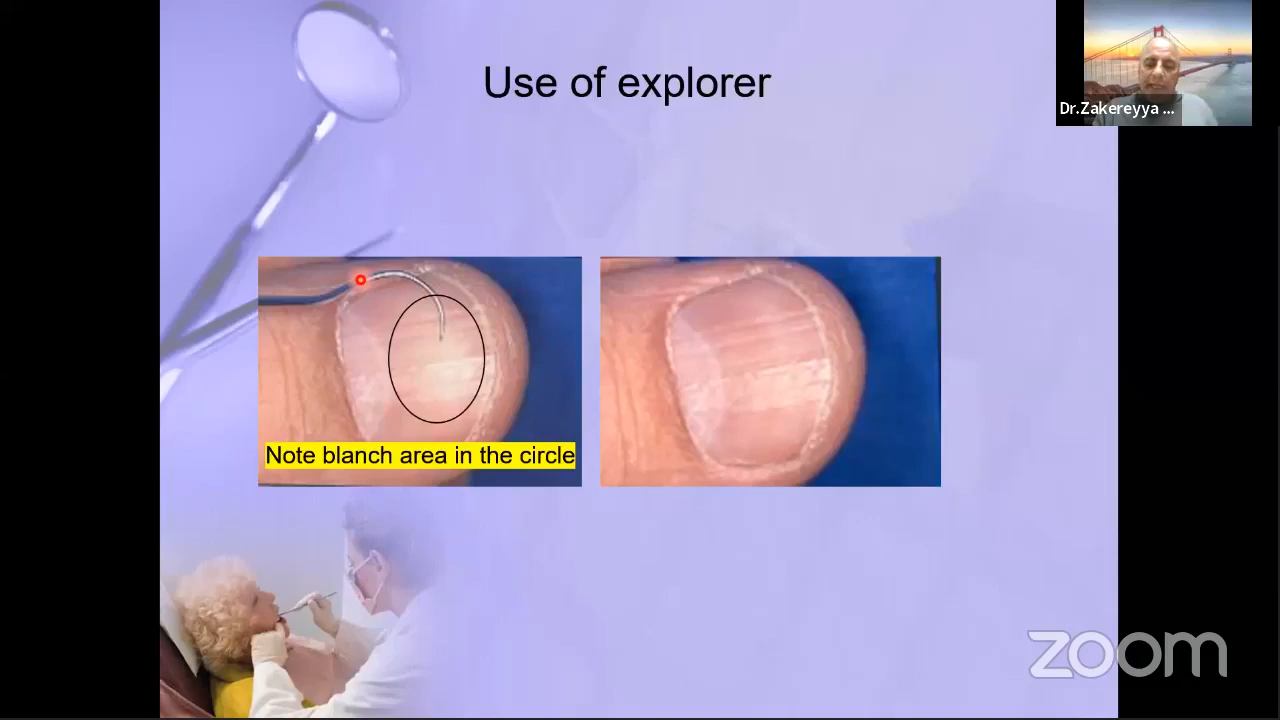 Use of explorer
Dr.Zakereyya ...
Note blanch area in the circle
zoom